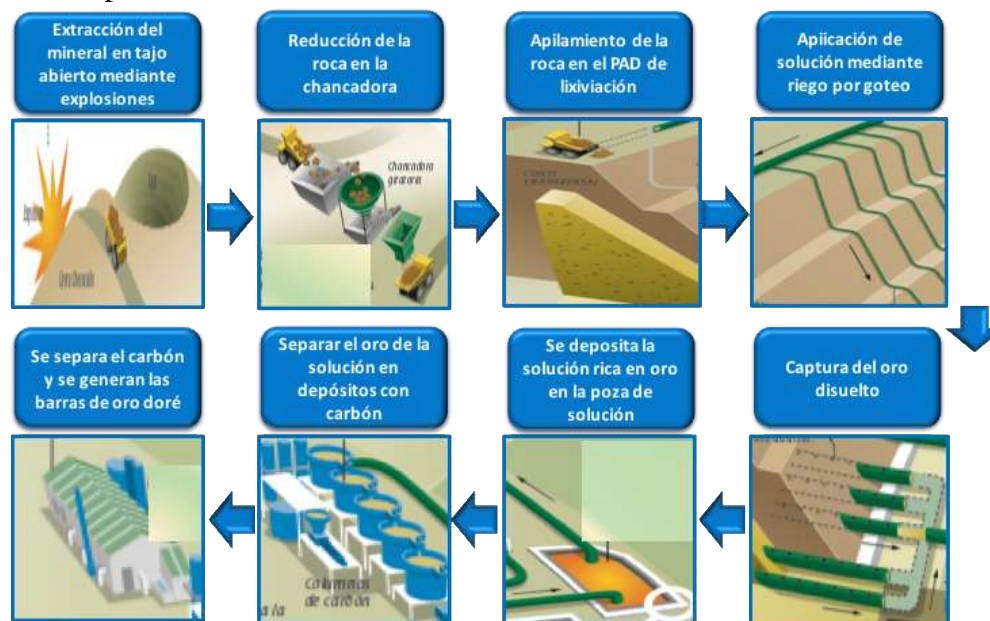 Extracción del
mineral en tajo
abierto mediante
explosiones
Reducción de la
roca en la
chancadora
Apilamiento de la
roca en el PAD de
lixiviación
Apiicación de
solución mediante
riego por goteo
Chancadora
giratoria
Se separa el carbón
y se generan las
barras de oro doré
Separar el oro de la
solución en
depósitos con
carbón
Se deposita la
solución rica en oro
en la poza de
solución
Captura del oro
disuelto
Columnas
de carbón
a la